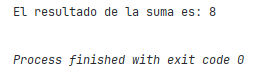 El resultado de la suma es: 8
Process finished with exit code 0